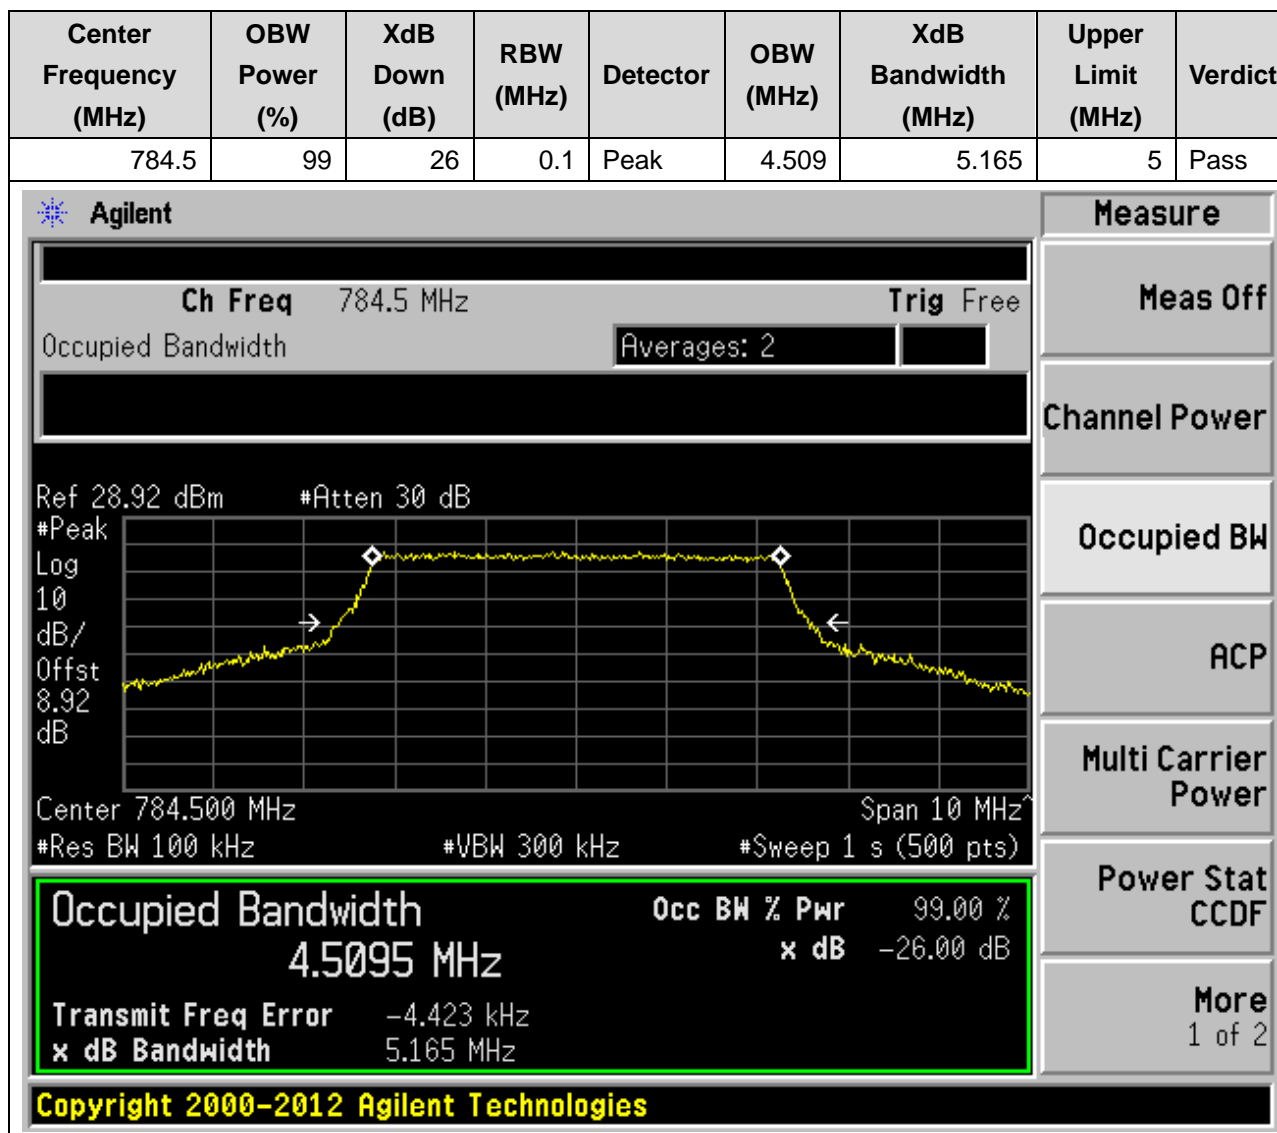 Center Frequency (MHz) OBW Power (%) XdB Down (dB) RBW (MHz) Detector OBW (MHz) XdB Bandwidth (MHz) Upper Limit (MHz) Verdict
784.5 99 26 0.1 Peak 4.509 5.165 5 Pass
Agilent
Measure
Ch Freq 784.5 MHz Trig Free
Meas Off
Occupied Bandwidth Averages: 2
Channel Power
Ref 28.92 dBm #Atten 30 dB
#Peak
Log
10
dB/
Offst
8.92
dB
Occupied BW
ACP
Multi Carrier
Power
Center 784.500 MHz Span 10 MHz^
#Res BW 100 kHz #VBW 300 kHz #Sweep 1 s (500 pts)
Power Stat
CCDF
Occupied Bandwidth Occ BW % Pwr 99.00 %
4.5095 MHz x dB -26.00 dB
Transmit Freq Error -4.423 kHz
x dB Bandwidth 5.165 MHz
More
1 of 2
Copyright 2000-2012 Agilent Technologies